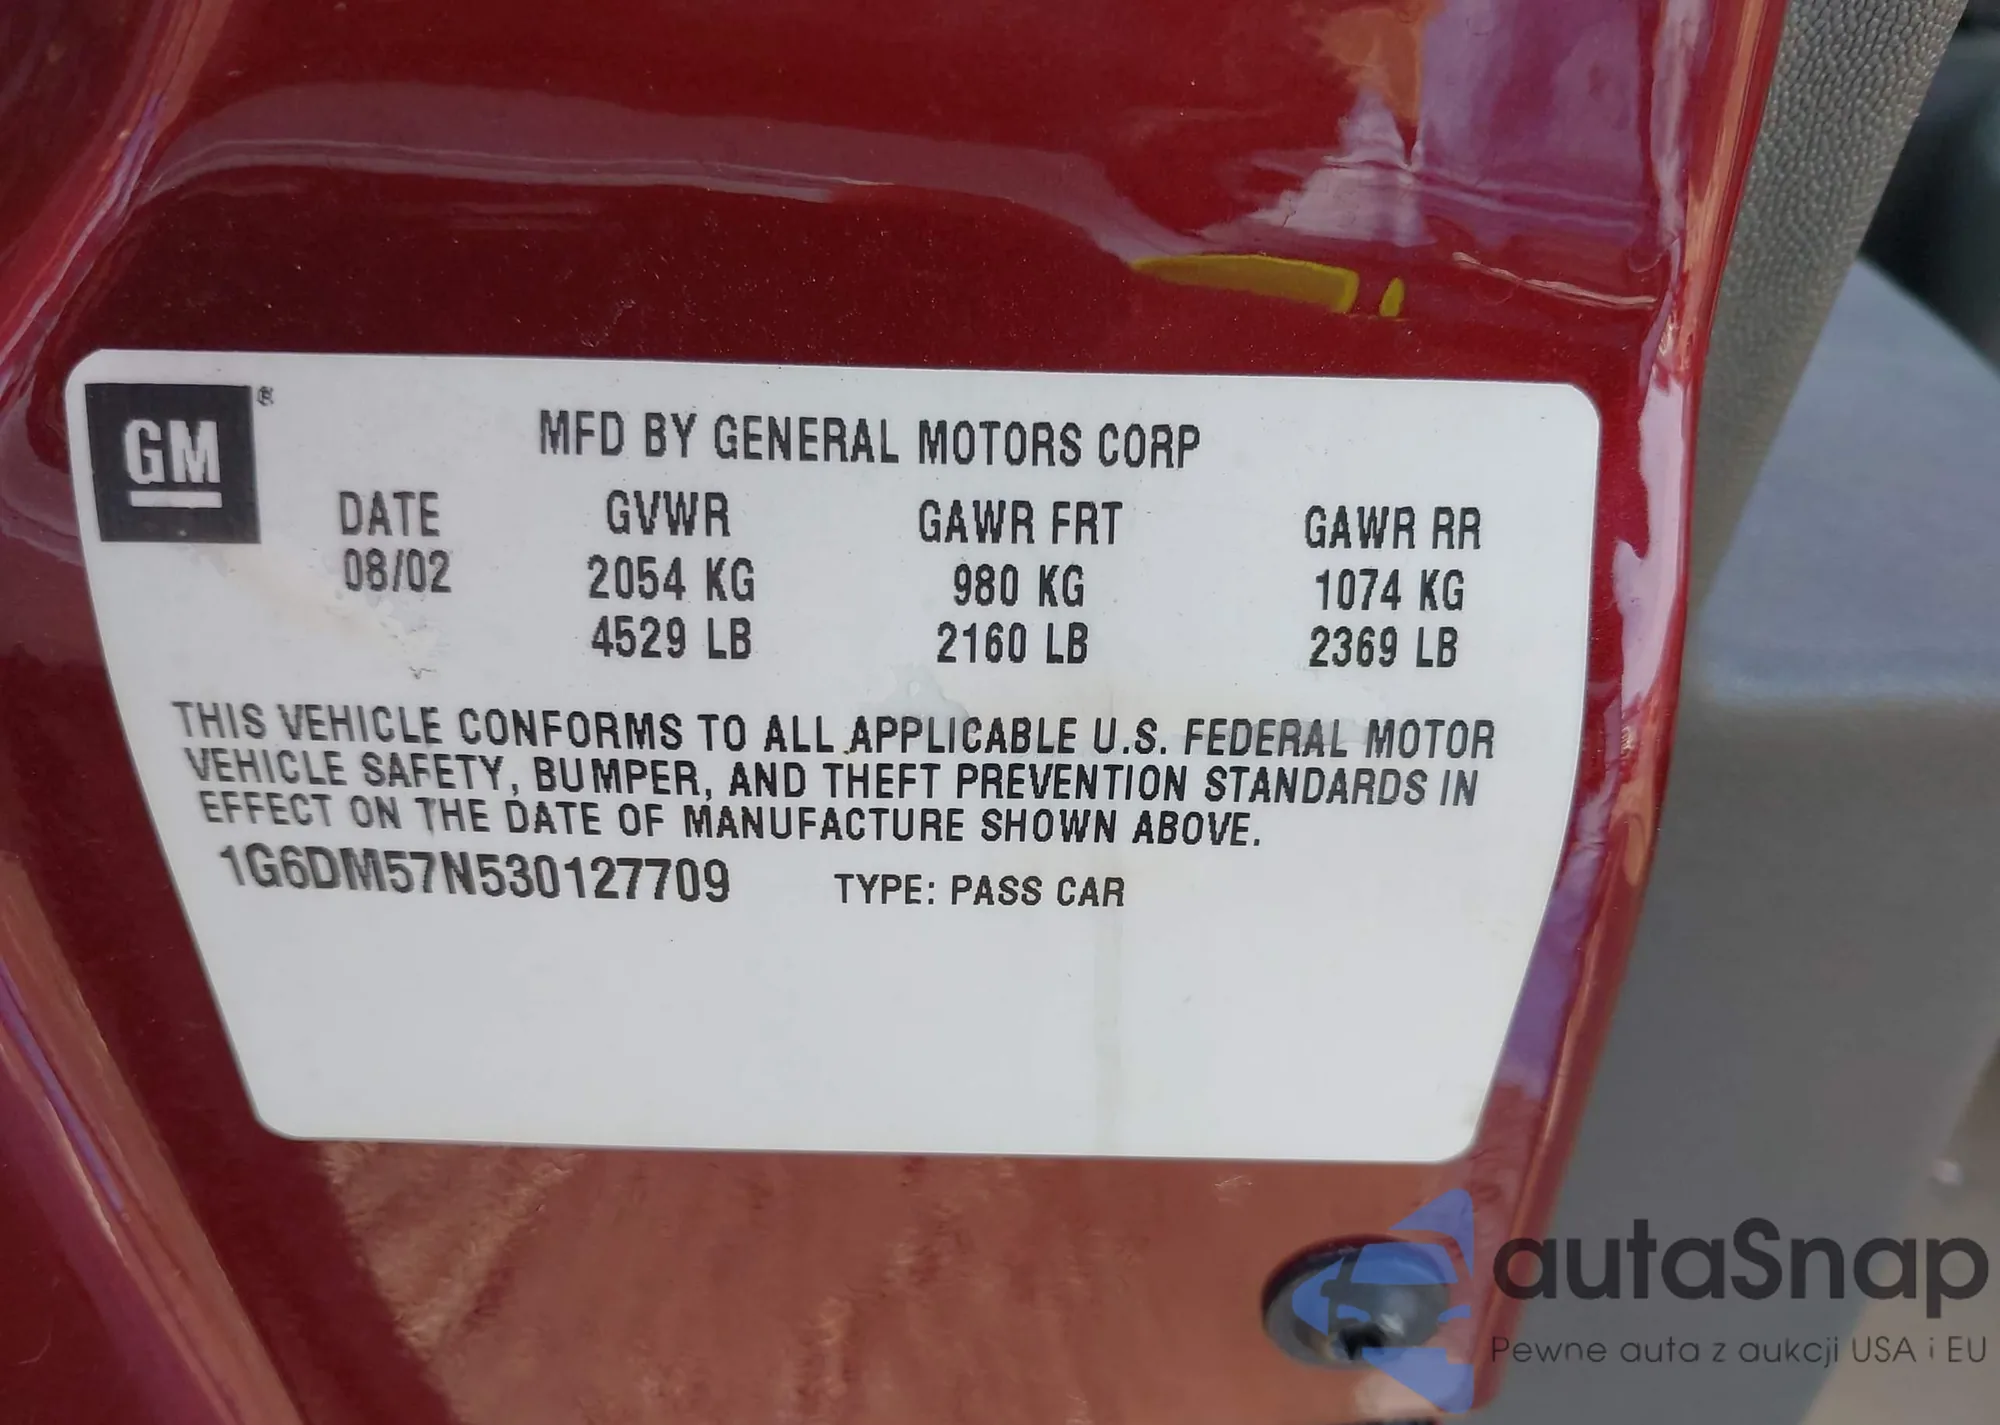 GM ®
MFD BY GENERAL MOTORS CORP
DATE GVWR GAWR FRT GAWR RR
08/02 2054 KG 980 KG 1074 KG
4529 LB 2160 LB 2369 LB
THIS VEHICLE CONFORMS TO ALL APPLICABLE U.S. FEDERAL MOTOR
VEHICLE SAFETY, BUMPER, AND THEFT PREVENTION STANDARDS IN
EFFECT ON THE DATE OF MANUFACTURE SHOWN ABOVE.
1G6DM57N530127709 TYPE: PASS CAR
autaSnap
Pewne auta z aukcji USA i EU